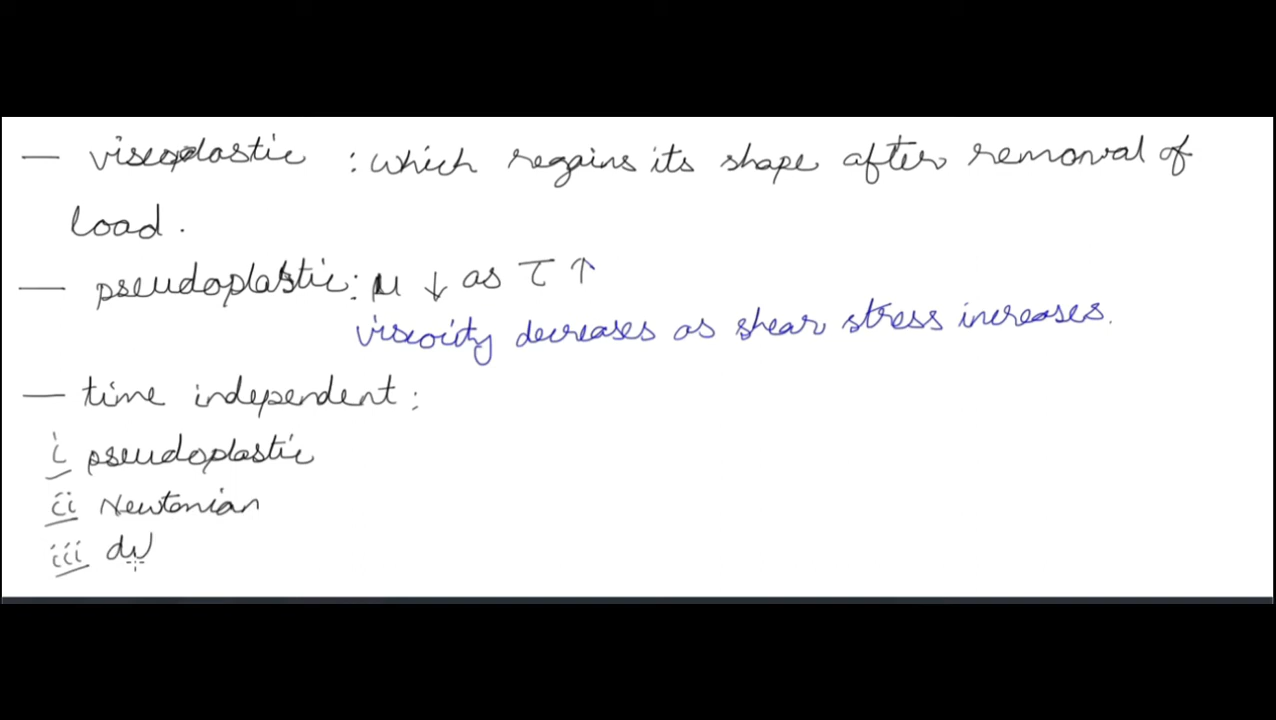 — viscoplastic : which regains its shape after removal of
load.
— pseudoplastic: μ ↓ as τ ↑
viscoity decreases as shear stress increases.
— time independent :
i pseudoplastic
ii Newtonian
iii